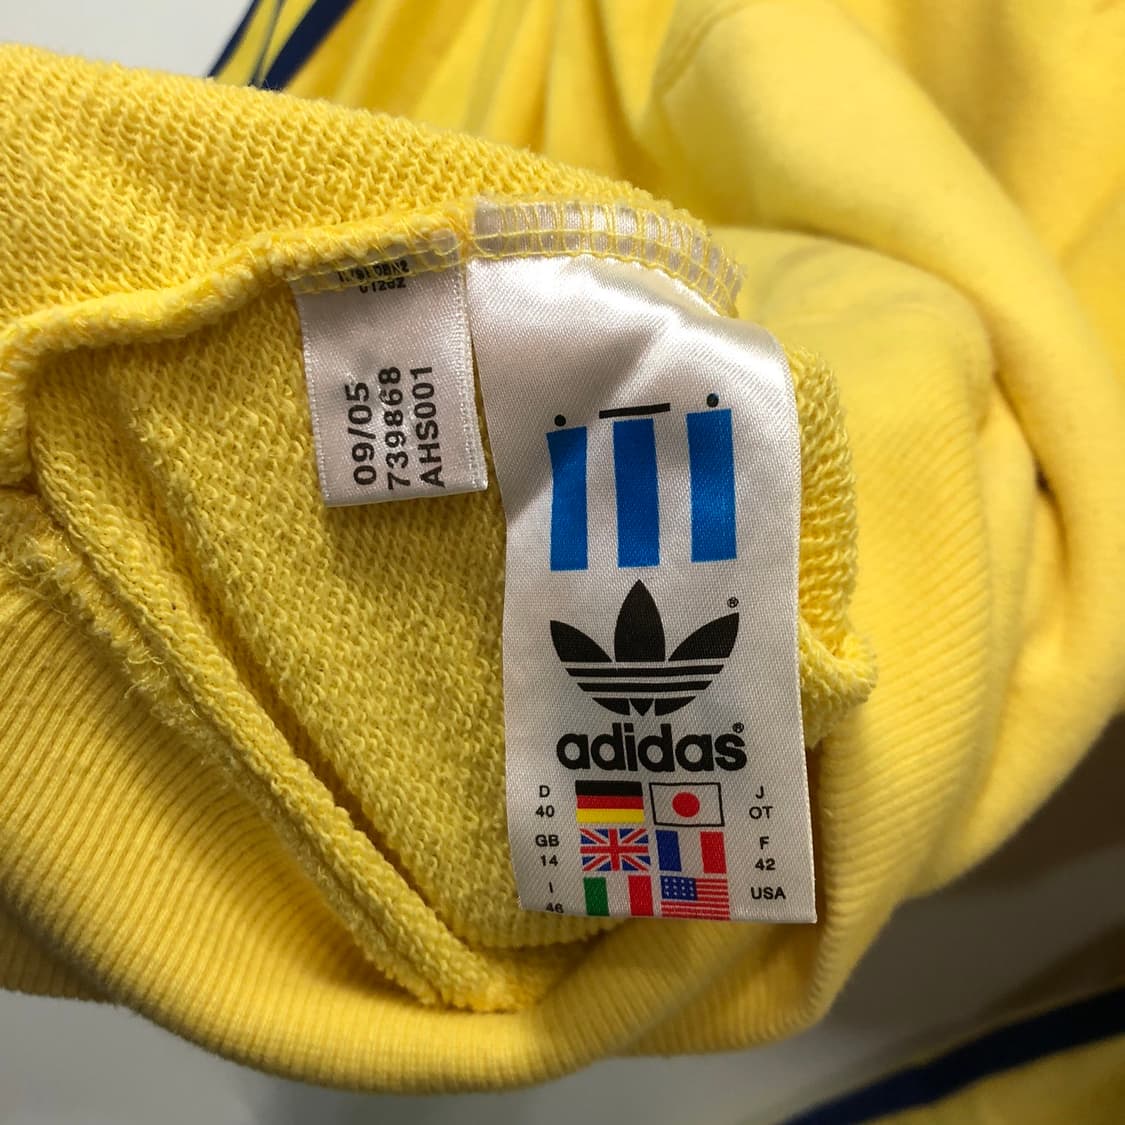 09/05
739868
AHS001
®
adidas®
D
40
J
OT
GB
14
F
42
I
46
USA